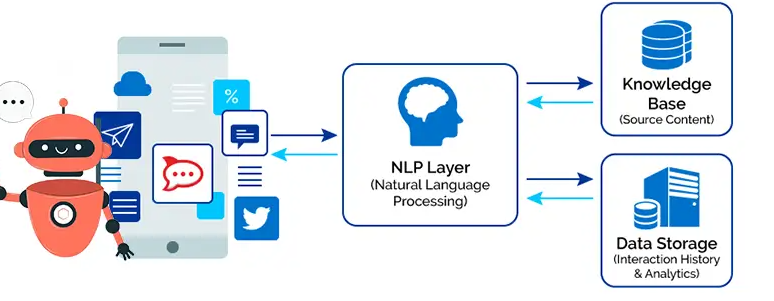 %
NLP Layer
(Natural Language
Processing)
Knowledge
Base
(Source Content)
Data Storage
(Interaction History
& Analytics)